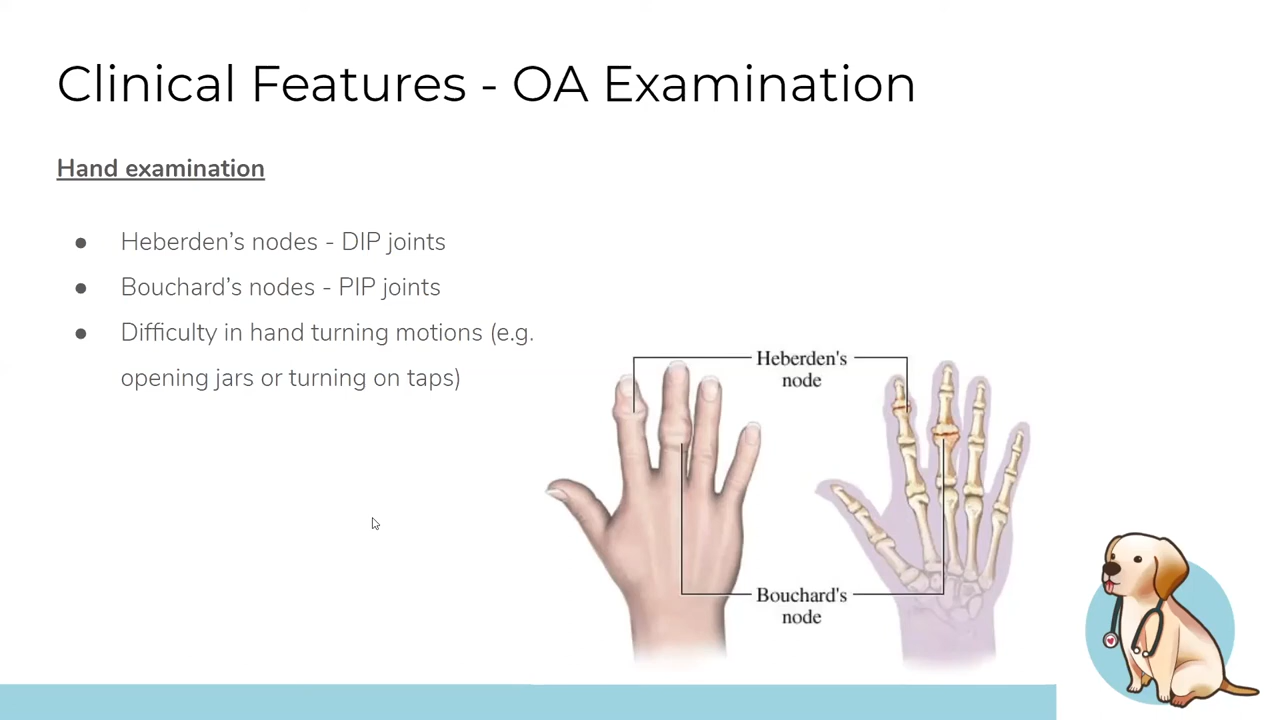 Clinical Features - OA Examination
Hand examination
● Heberden’s nodes - DIP joints
● Bouchard’s nodes - PIP joints
● Difficulty in hand turning motions (e.g.
opening jars or turning on taps)
Heberden's
node
Bouchard's
node